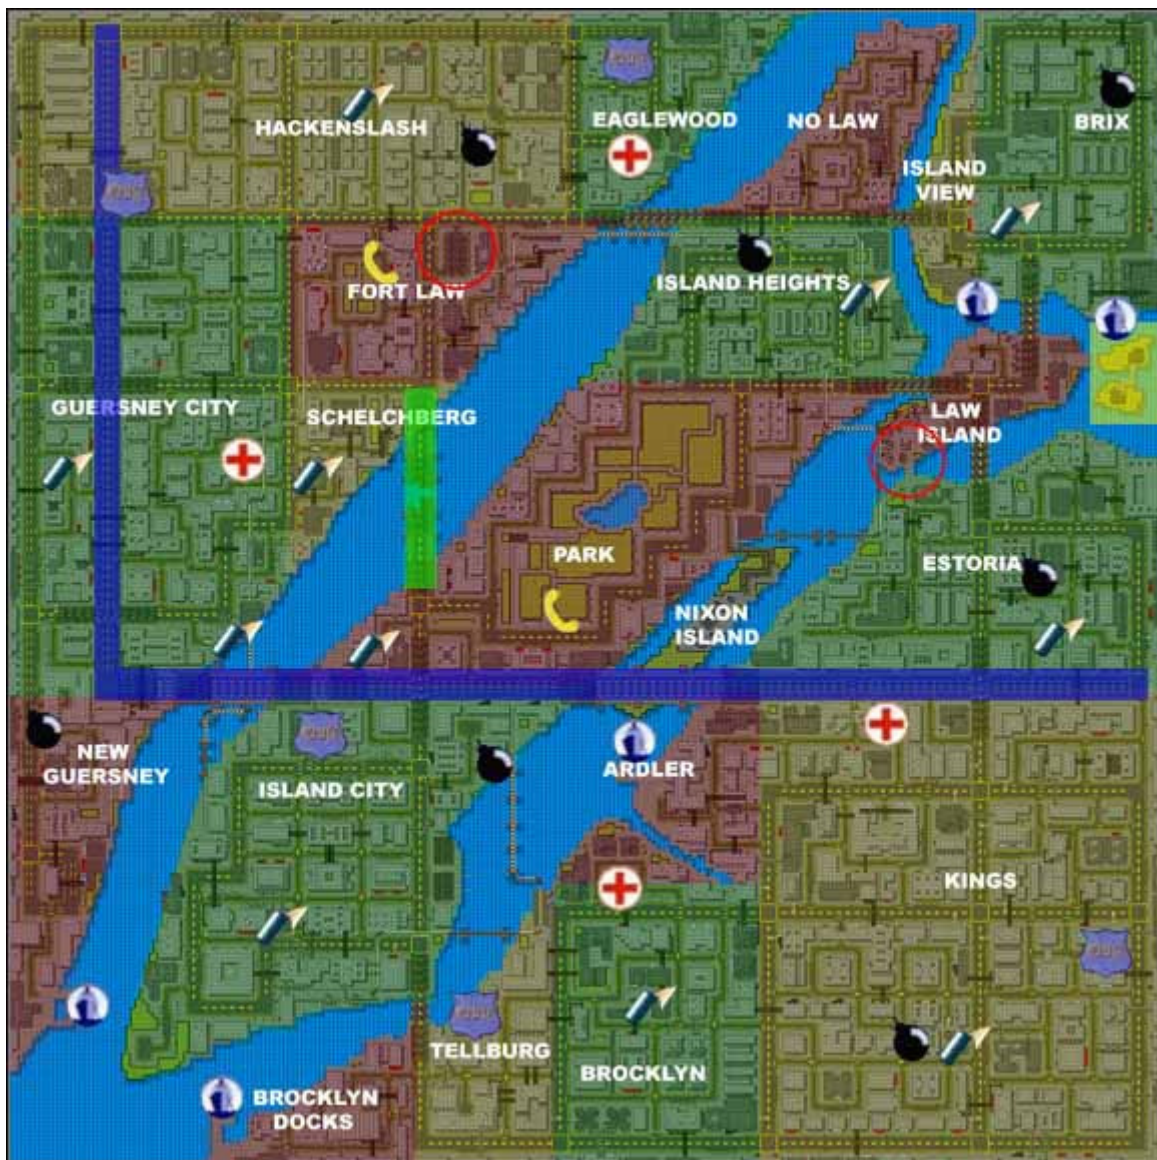 EAGLEWOOD
NO LAW
BRIX
HACKENSLASH
ISLAND
VIEW
ISLAND HEIGHTS
FORT LAW
GUERSNEY CITY
SCHELCHBERG
LAW
ISLAND
PARK
ESTORIA
NIXON
ISLAND
NEW
GUERSNEY
ISLAND CITY
ARDLER
KINGS
TELLBURG
BROCKLYN
BROCKLYN
DOCKS